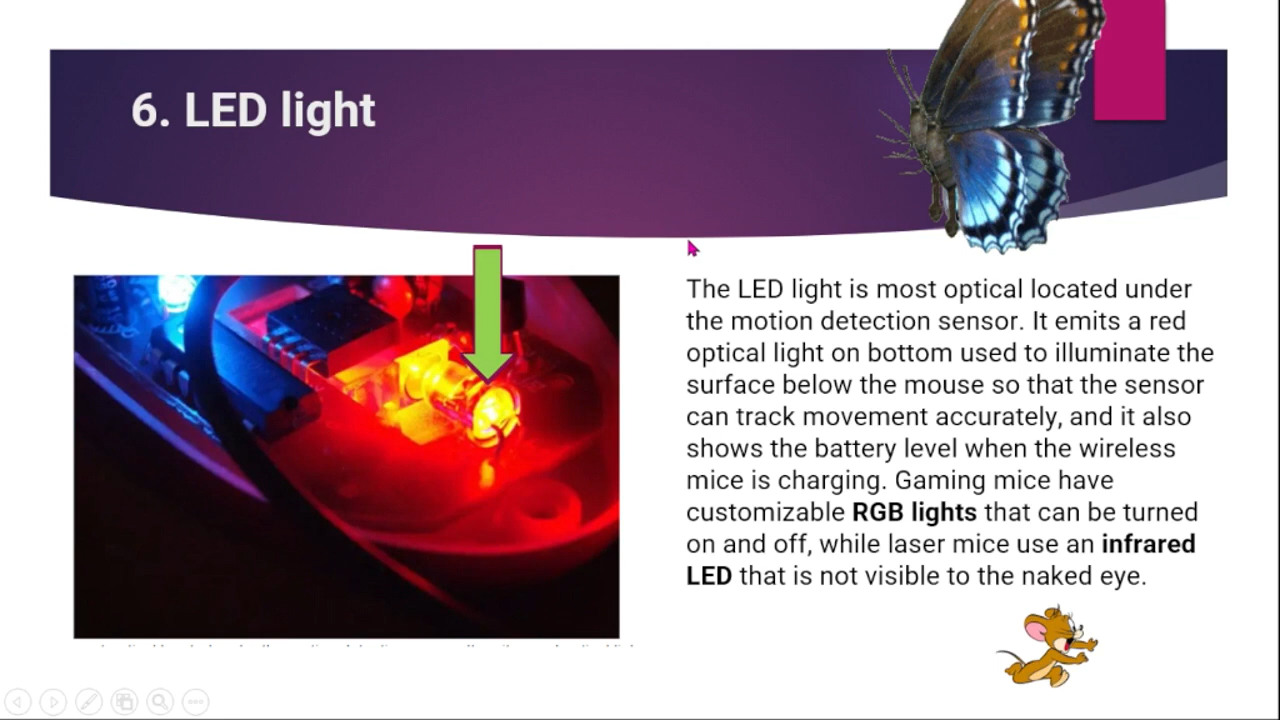 6. LED light
The LED light is most optical located under
the motion detection sensor. It emits a red
optical light on bottom used to illuminate the
surface below the mouse so that the sensor
can track movement accurately, and it also
shows the battery level when the wireless
mice is charging. Gaming mice have
customizable RGB lights that can be turned
on and off, while laser mice use an infrared
LED that is not visible to the naked eye.